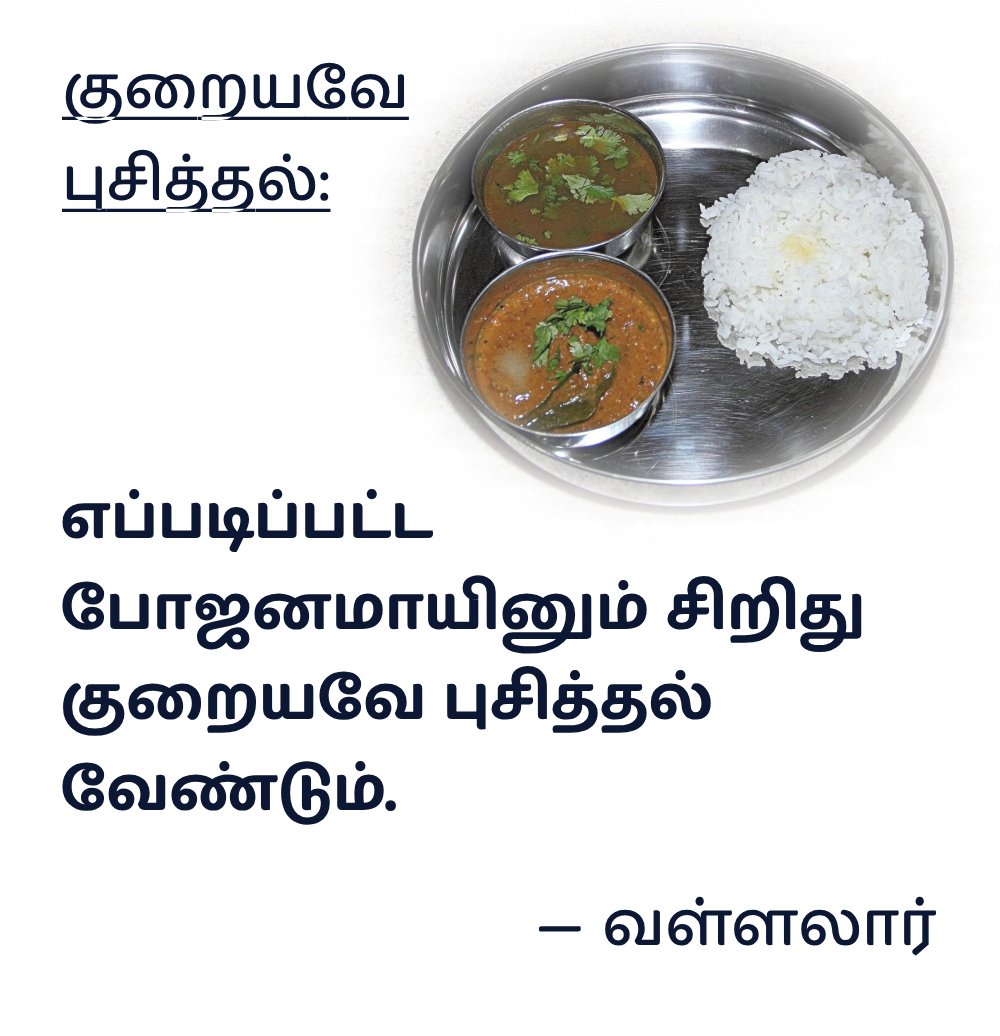 குறையவே
புசித்தல்:
எப்படிப்பட்ட
போஜனமாயினும் சிறிது
குறையவே புசித்தல்
வேண்டும்.
– வள்ளலார்